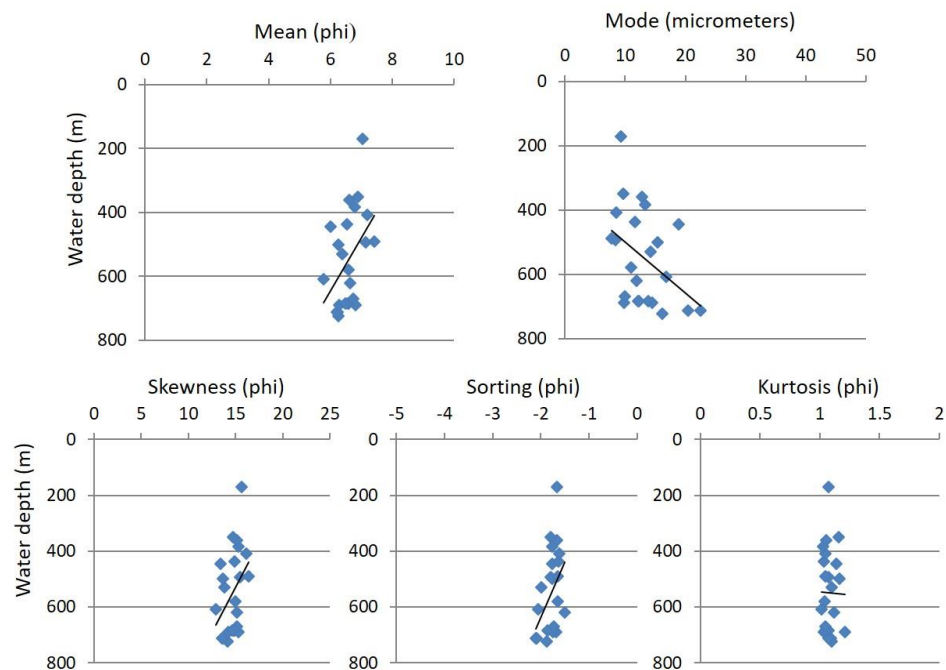 Mean (phi)
0 2 4 6 8 10
Water depth (m)
0
200
400
600
800
Mode (micrometers)
0 10 20 30 40 50
0
200
400
600
800
Skewness (phi)
0 5 10 15 20 25
Water depth (m)
0
200
400
600
800
Sorting (phi)
-5 -4 -3 -2 -1 0
0
200
400
600
800
Kurtosis (phi)
0 0.5 1 1.5 2
0
200
400
600
800